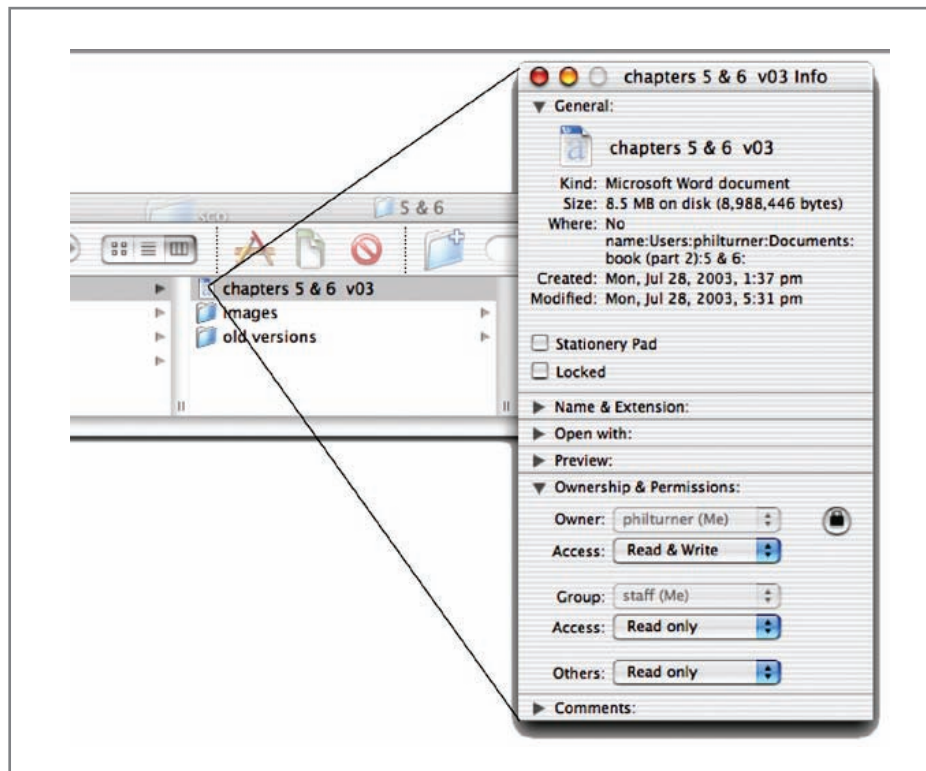 chapters 5 & 6 v03 Info
General:
chapters 5 & 6 v03
Kind: Microsoft Word document
Size: 8.5 MB on disk (8,988,446 bytes)
Where: No
name:Users:philturner:Documents:
book (part 2):5 & 6:
Created: Mon, Jul 28, 2003, 1:37 pm
Modified: Mon, Jul 28, 2003, 5:31 pm
Stationery Pad
Locked
Name & Extension:
Open with:
Preview:
Ownership & Permissions:
Owner: philturner (Me)
Access: Read & Write
Group: staff (Me)
Access: Read only
Others: Read only
Comments:
5 & 6
chapters 5 & 6 v03
images
old versions